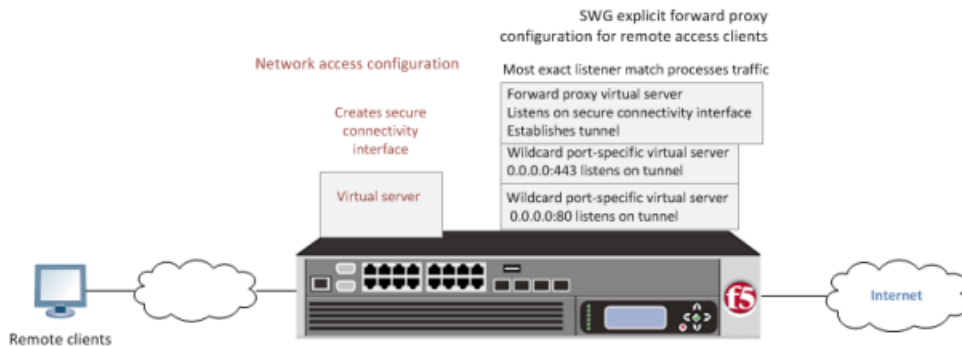 SWG explicit forward proxy
configuration for remote access clients
Network access configuration
Most exact listener match processes traffic
Forward proxy virtual server
Listens on secure connectivity interface
Establishes tunnel
Creates secure
connectivity
interface
Wildcard port-specific virtual server
0.0.0.0:443 listens on tunnel
Virtual server
Wildcard port-specific virtual server
0.0.0.0:80 listens on tunnel
f5
Internet
Remote clients